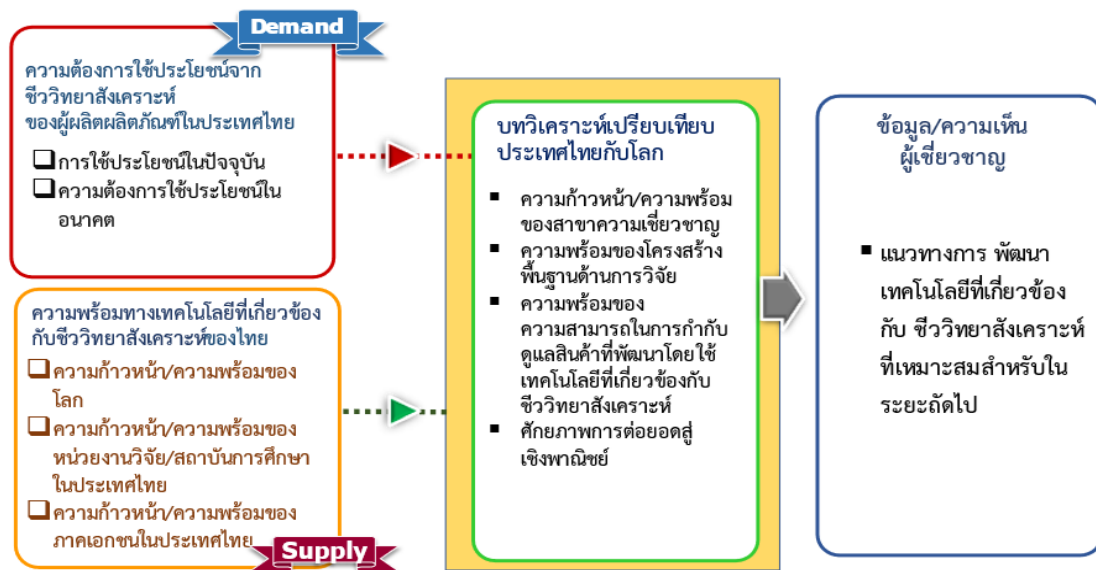 Demand
ความต้องการใช้ประโยชน์จาก
ชีววิทยาสังเคราะห์
ของผู้ผลิตผลิตภัณฑ์ในประเทศไทย
การใช้ประโยชน์ในปัจจุบัน
ความต้องการใช้ประโยชน์ใน
อนาคต
ความพร้อมทางเทคโนโลยีที่เกี่ยวข้อง
กับชีววิทยาสังเคราะห์ของไทย
ความก้าวหน้า/ความพร้อมของ
โลก
ความก้าวหน้า/ความพร้อมของ
หน่วยงานวิจัย/สถาบันการศึกษา
ในประเทศไทย
ความก้าวหน้า/ความพร้อมของ
ภาคเอกชนในประเทศไทย
Supply
บทวิเคราะห์เปรียบเทียบ
ประเทศไทยกับโลก
ความก้าวหน้า/ความพร้อม
ของสาขาความเชี่ยวชาญ
ความพร้อมของโครงสร้าง
พื้นฐานด้านการวิจัย
ความพร้อมของ
ความสามารถในการกำกับ
ดูแลสินค้าที่พัฒนาโดยใช้
เทคโนโลยีที่เกี่ยวข้องกับ
ชีววิทยาสังเคราะห์
ศักยภาพการต่อยอดสู่
เชิงพาณิชย์
ข้อมูล/ความเห็น
ผู้เชี่ยวชาญ
แนวทางการ พัฒนา
เทคโนโลยีที่เกี่ยวข้อง
กับ ชีววิทยาสังเคราะห์
ที่เหมาะสมสำหรับใน
ระยะถัดไป